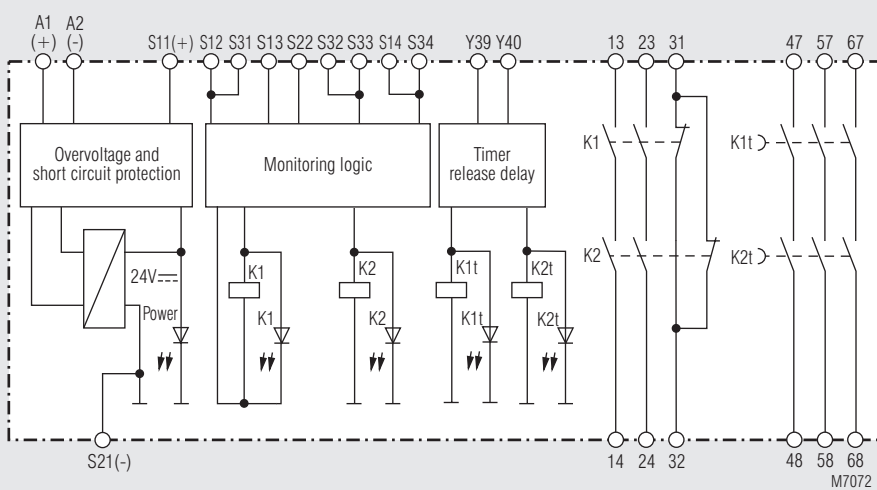 A1 A2
(+) (-) S11(+) S12 S31 S13 S22 S32 S33 S14 S34 Y39 Y40 13 23 31 47 57 67
Overvoltage and
short circuit protection
Monitoring logic
Timer
release delay
K1 K1t
K2 K2t
24V
K1 K2 K1t K2t
Power K1 K2 K1t K2t
S21(-) 14 24 32 48 58 68
M7072